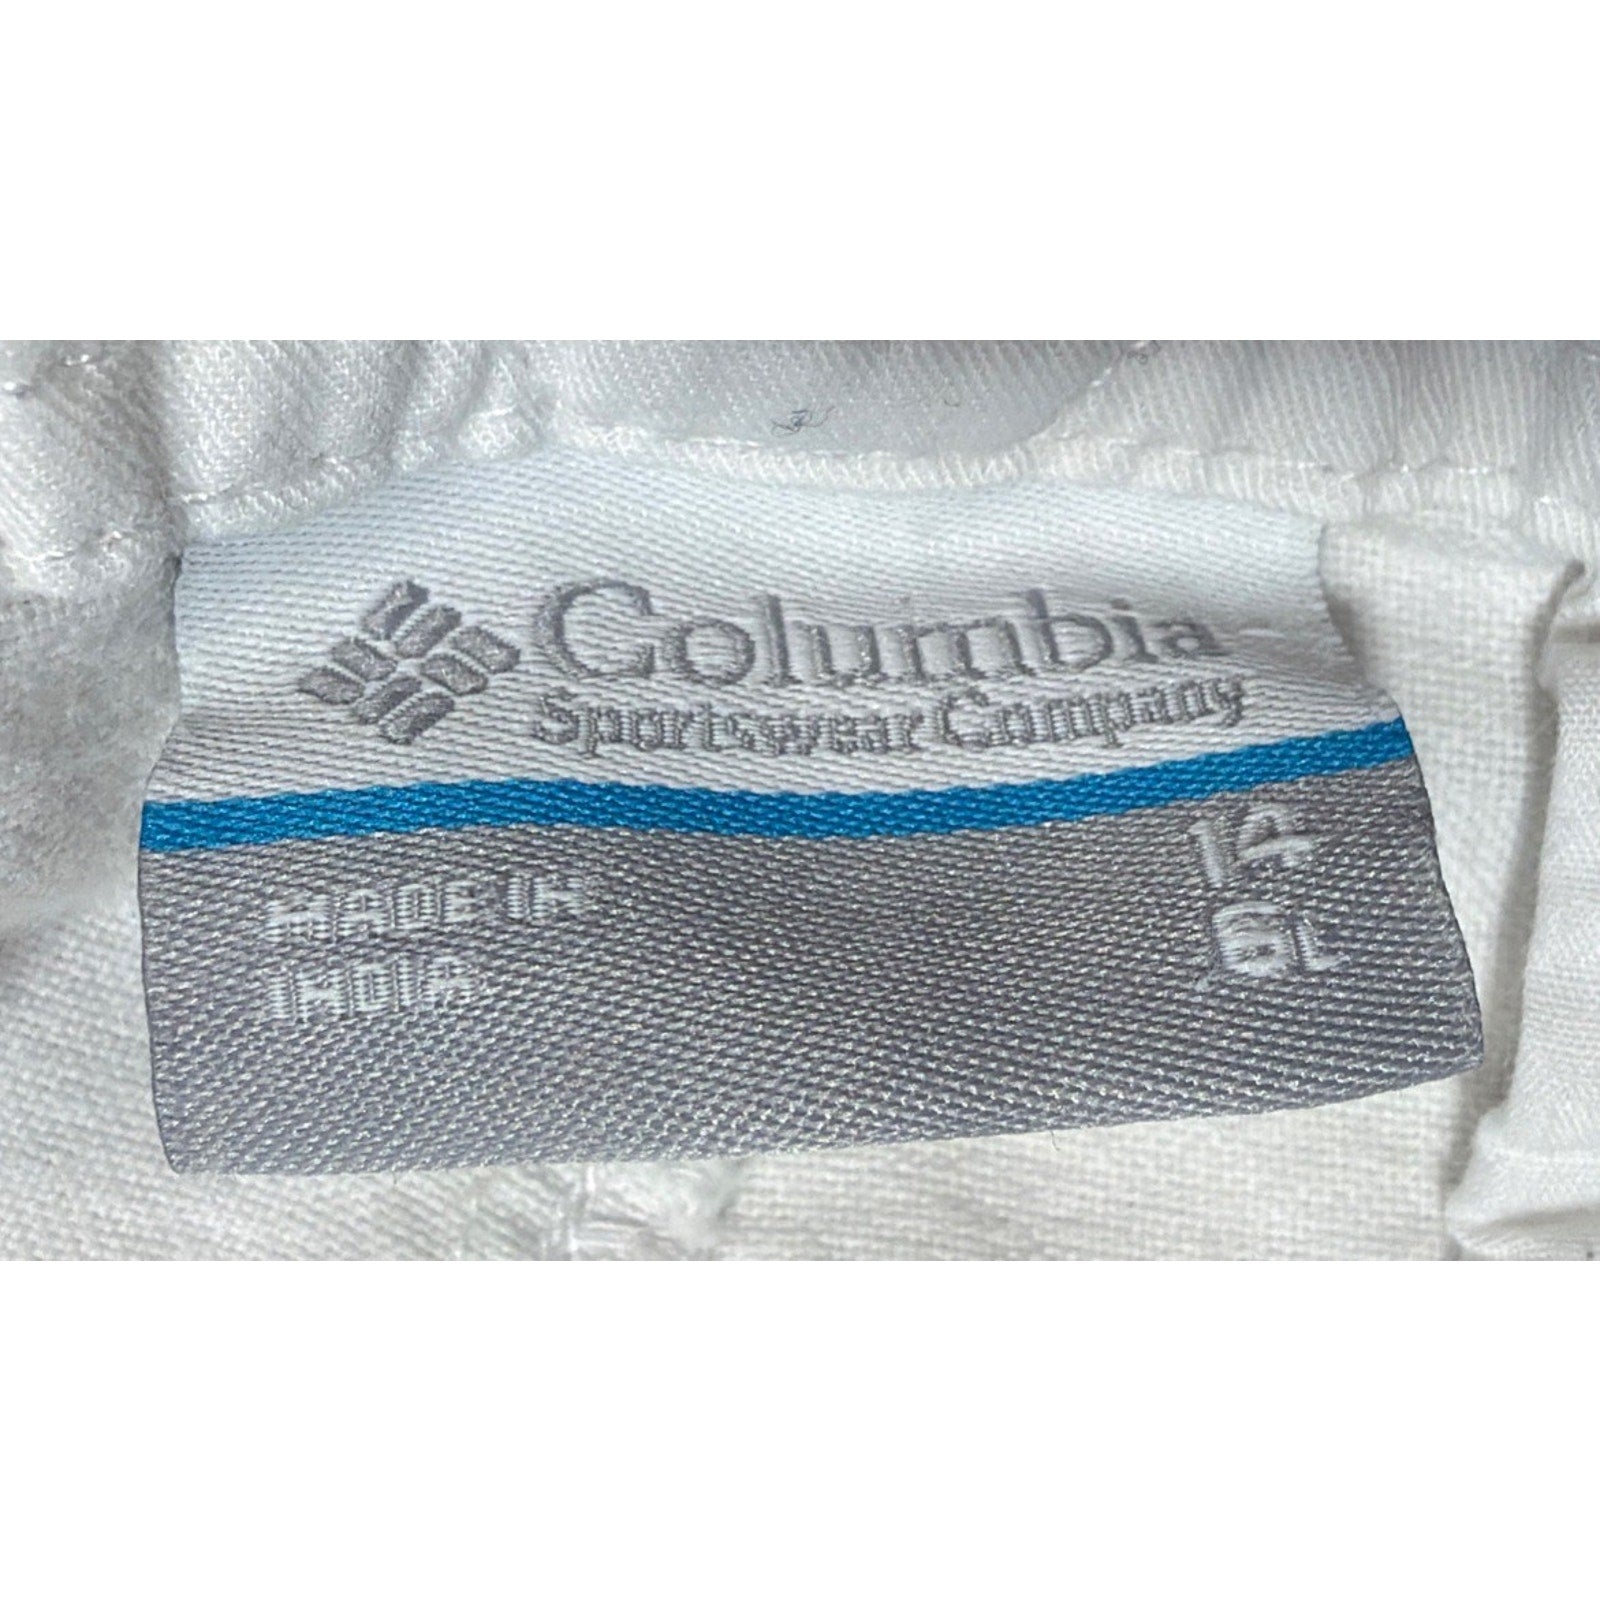 Columbia
Sportswear Company
MADE IN
INDIA
14
6L